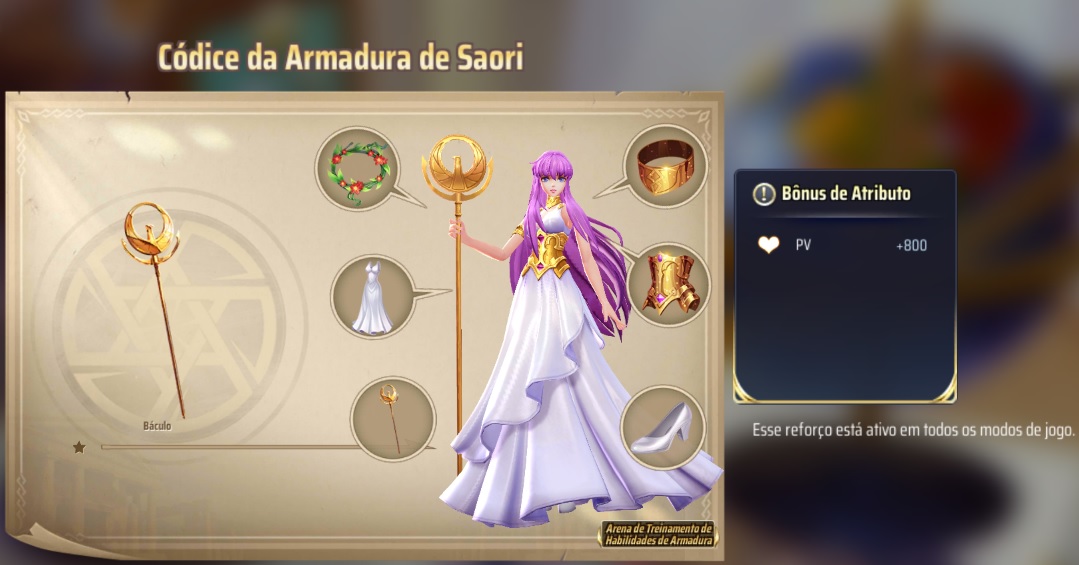 Códice da Armadura de Saori
Báculo
Arena de Treinamento de
Habilidades de Armadura
Bônus de Atributo
PV +800
Esse reforço está ativo em todos os modos de jogo.